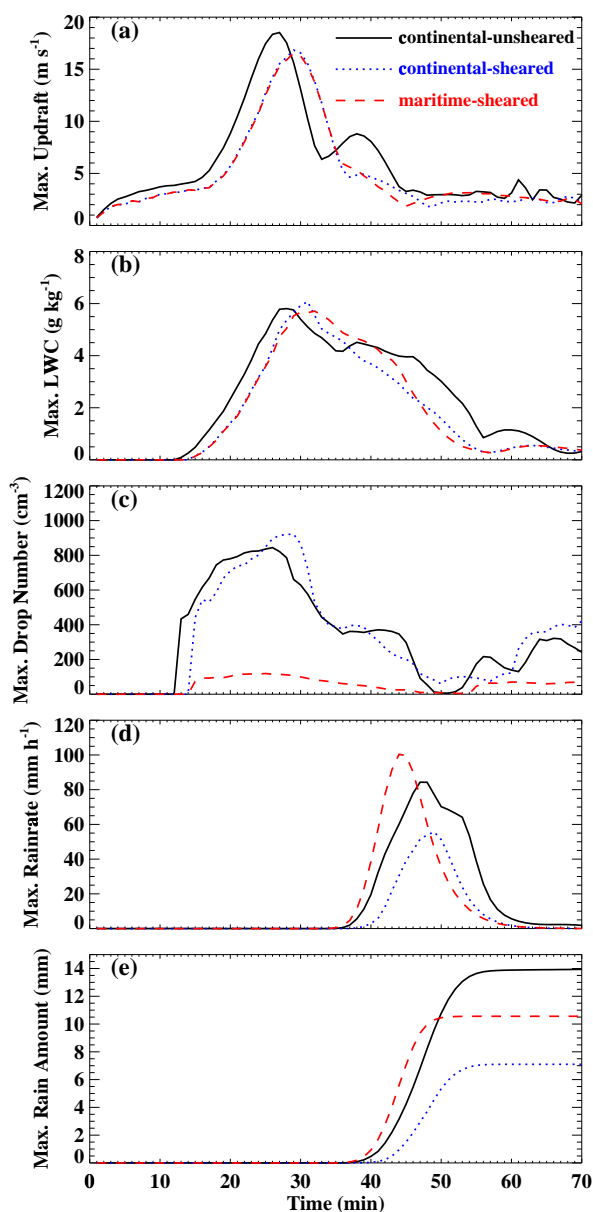 (a)
continental-unsheared
continental-sheared
maritime-sheared
Max. Updraft (m s-1)
20
15
10
5
0
(b)
Max. LWC (g kg-1)
8
6
4
2
0
(c)
Max. Drop Number (cm-3)
1200
1000
800
600
400
200
0
(d)
Max. Rainrate (mm h-1)
120
100
80
60
40
20
0
(e)
Max. Rain Amount (mm)
14
12
10
8
6
4
2
0
0 10 20 30 40 50 60 70
Time (min)